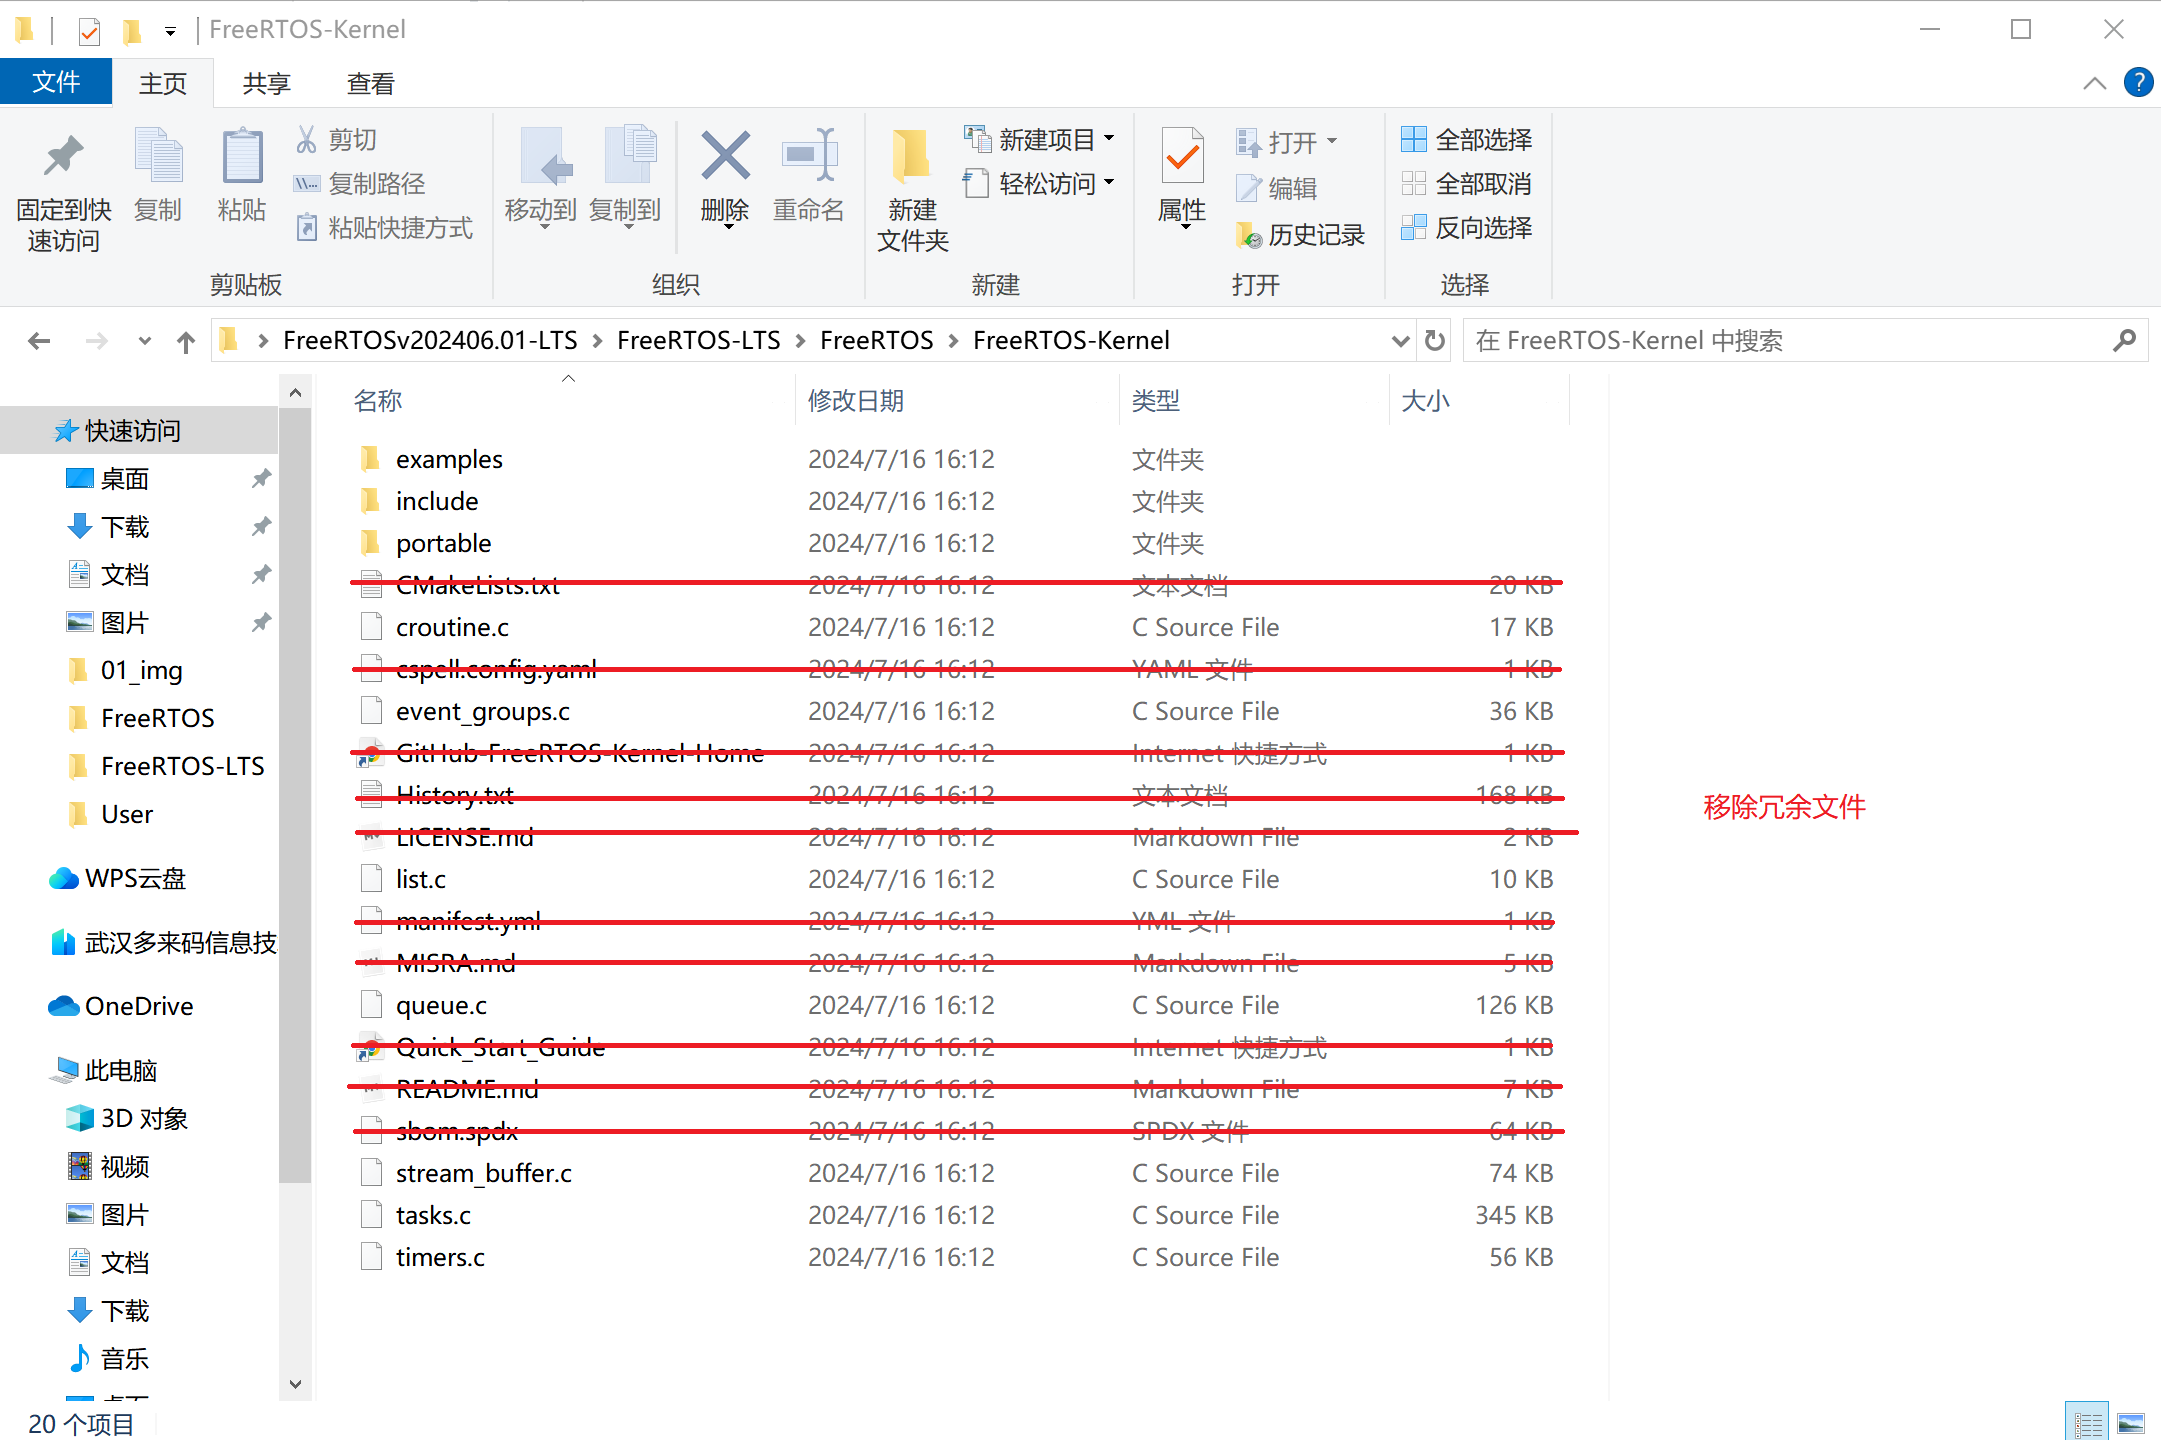 FreeRTOS-Kernel
文件 主页 共享 查看
固定到快速访问
复制
粘贴
剪切
复制路径
粘贴快捷方式
剪贴板
移动到
复制到
删除
重命名
组织
新建
文件夹
新建项目
轻松访问
新建
属性
打开
编辑
历史记录
打开
全部选择
全部取消
反向选择
选择
FreeRTOSv202406.01-LTS FreeRTOS-LTS FreeRTOS FreeRTOS-Kernel
在 FreeRTOS-Kernel 中搜索
快速访问
桌面
下载
文档
图片
01_img
FreeRTOS
FreeRTOS-LTS
User
WPS云盘
武汉多来码信息技
OneDrive
此电脑
3D 对象
视频
图片
文档
下载
音乐
名称 修改日期 类型 大小
examples 2024/7/16 16:12 文件夹
include 2024/7/16 16:12 文件夹
portable 2024/7/16 16:12 文件夹
CMakeLists.txt 2024/7/16 16:12 文本文档 20 KB
croutine.c 2024/7/16 16:12 C Source File 17 KB
cspell.config.yaml 2024/7/16 16:12 YAML 文件 1 KB
event_groups.c 2024/7/16 16:12 C Source File 36 KB
GitHub-FreeRTOS-Kernel-Home 2024/7/16 16:12 Internet 快捷方式 1 KB
History.txt 2024/7/16 16:12 文本文档 168 KB
LICENSE.md 2024/7/16 16:12 Markdown File 2 KB
list.c 2024/7/16 16:12 C Source File 10 KB
manifest.yml 2024/7/16 16:12 YML 文件 1 KB
MISRA.md 2024/7/16 16:12 Markdown File 5 KB
queue.c 2024/7/16 16:12 C Source File 126 KB
Quick_Start_Guide 2024/7/16 16:12 Internet 快捷方式 1 KB
README.md 2024/7/16 16:12 Markdown File 7 KB
sbom.spdx 2024/7/16 16:12 SPDX 文件 64 KB
stream_buffer.c 2024/7/16 16:12 C Source File 74 KB
tasks.c 2024/7/16 16:12 C Source File 345 KB
timers.c 2024/7/16 16:12 C Source File 56 KB
移除冗余文件
20 个项目